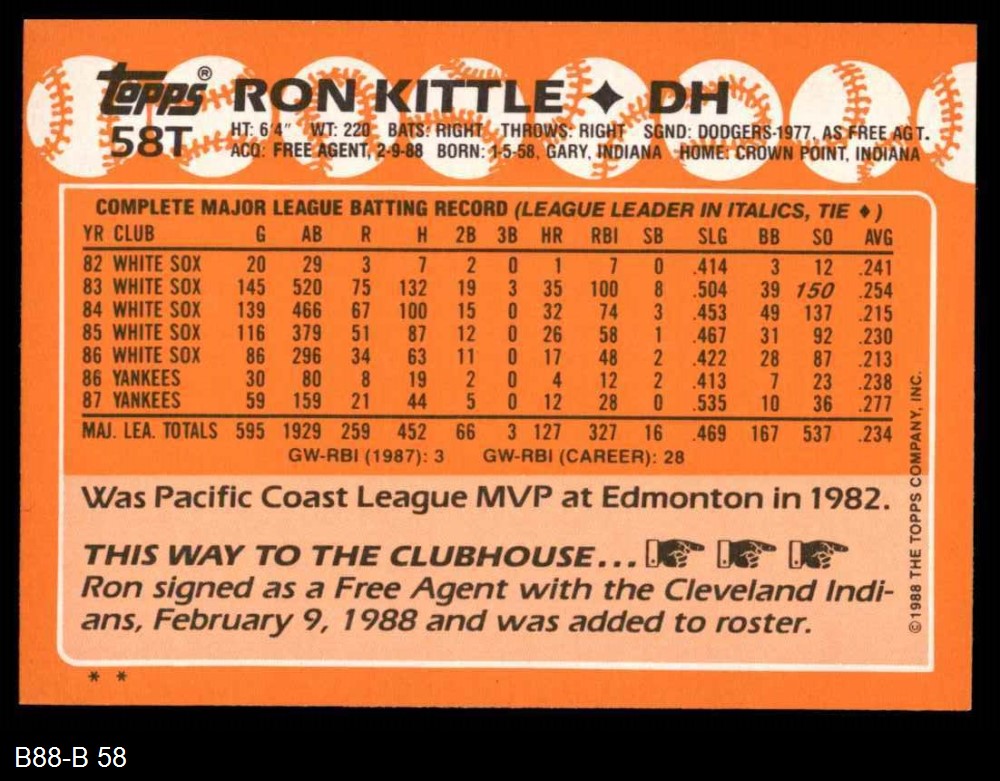 Topps® RON KITTLE ♦ DH
58T
HT: 6'4" WT: 220 BATS: RIGHT THROWS: RIGHT SGND: DODGERS-1977, AS FREE AGT.
ACQ: FREE AGENT, 2-9-88 BORN: 1-5-58, GARY, INDIANA HOME: CROWN POINT, INDIANA
COMPLETE MAJOR LEAGUE BATTING RECORD (LEAGUE LEADER IN ITALICS, TIE ♦)
YR CLUB G AB R H 2B 3B HR RBI SB SLG BB SO AVG
82 WHITE SOX 20 29 3 7 2 0 1 7 0 .414 3 12 .241
83 WHITE SOX 145 520 75 132 19 3 35 100 8 .504 39 150 .254
84 WHITE SOX 139 466 67 100 15 0 32 74 3 .453 49 137 .215
85 WHITE SOX 116 379 51 87 12 0 26 58 1 .467 31 92 .230
86 WHITE SOX 86 296 34 63 11 0 17 48 2 .422 28 87 .213
86 YANKEES 30 80 8 19 2 0 4 12 2 .413 7 23 .238
87 YANKEES 59 159 21 44 5 0 12 28 0 .535 10 36 .277
MAJ. LEA. TOTALS 595 1929 259 452 66 3 127 327 16 .469 167 537 .234
GW-RBI (1987): 3 GW-RBI (CAREER): 28
Was Pacific Coast League MVP at Edmonton in 1982.
THIS WAY TO THE CLUBHOUSE...
Ron signed as a Free Agent with the Cleveland Indi-
ans, February 9, 1988 and was added to roster.
©1988 THE TOPPS COMPANY, INC.
* *
B88-B 58